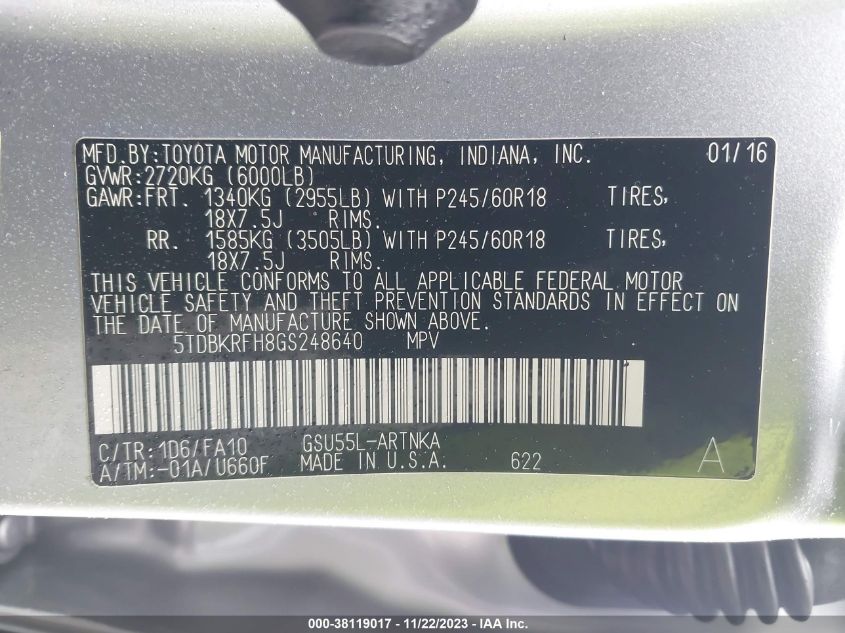 MFD.BY:TOYOTA MOTOR MANUFACTURING, INDIANA, INC. 01/16
GVWR:2720KG (6000LB)
GAWR:FRT. 1340KG (2955LB) WITH P245/60R18 TIRES,
18X7.5J RIMS.
RR. 1585KG (3505LB) WITH P245/60R18 TIRES,
18X7.5J RIMS.
THIS VEHICLE CONFORMS TO ALL APPLICABLE FEDERAL MOTOR
VEHICLE SAFETY AND THEFT PREVENTION STANDARDS IN EFFECT ON
THE DATE OF MANUFACTURE SHOWN ABOVE.
5TDBKRFH8GS248640 MPV
C/TR:1D6/FA10 GSU55L-ARTNKA
A/TM:-01A/U660F MADE IN U.S.A. 622 A
000-38119017 - 11/22/2023 - IAA Inc.